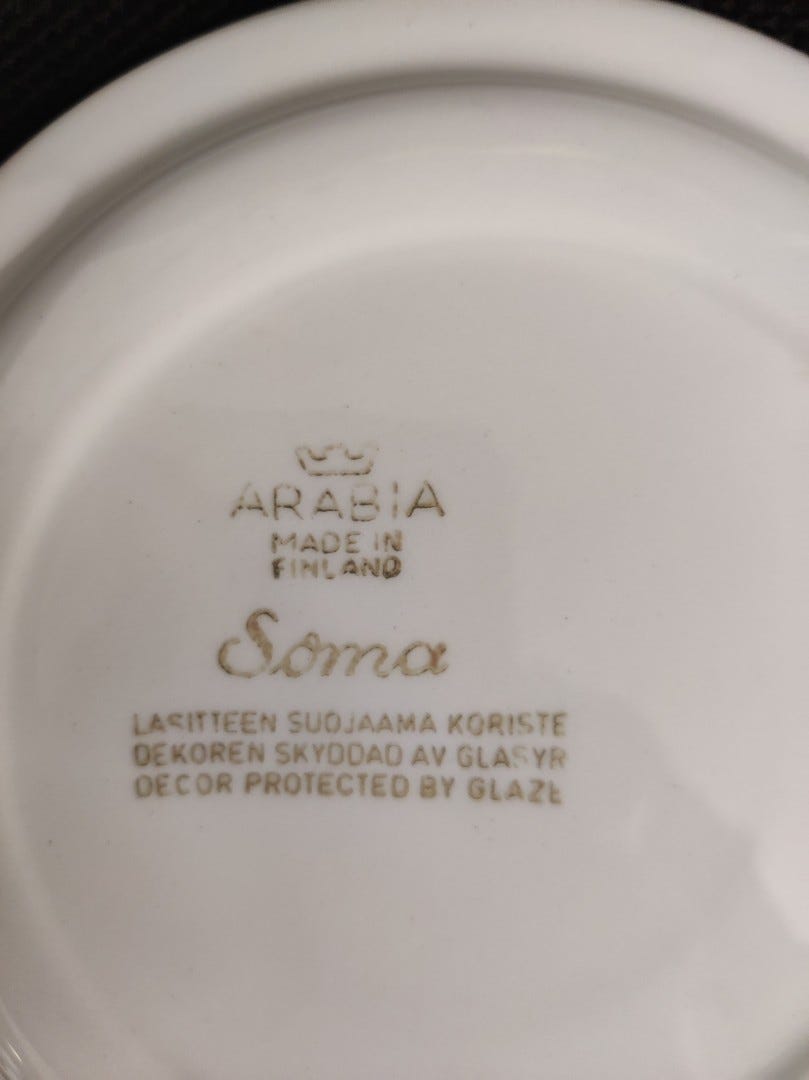 ARABIA
MADE IN
FINLAND
Soma
LASITTEEN SUOJAAMA KORISTE
DEKOREN SKYDDAD AV GLASYR
DECOR PROTECTED BY GLAZE